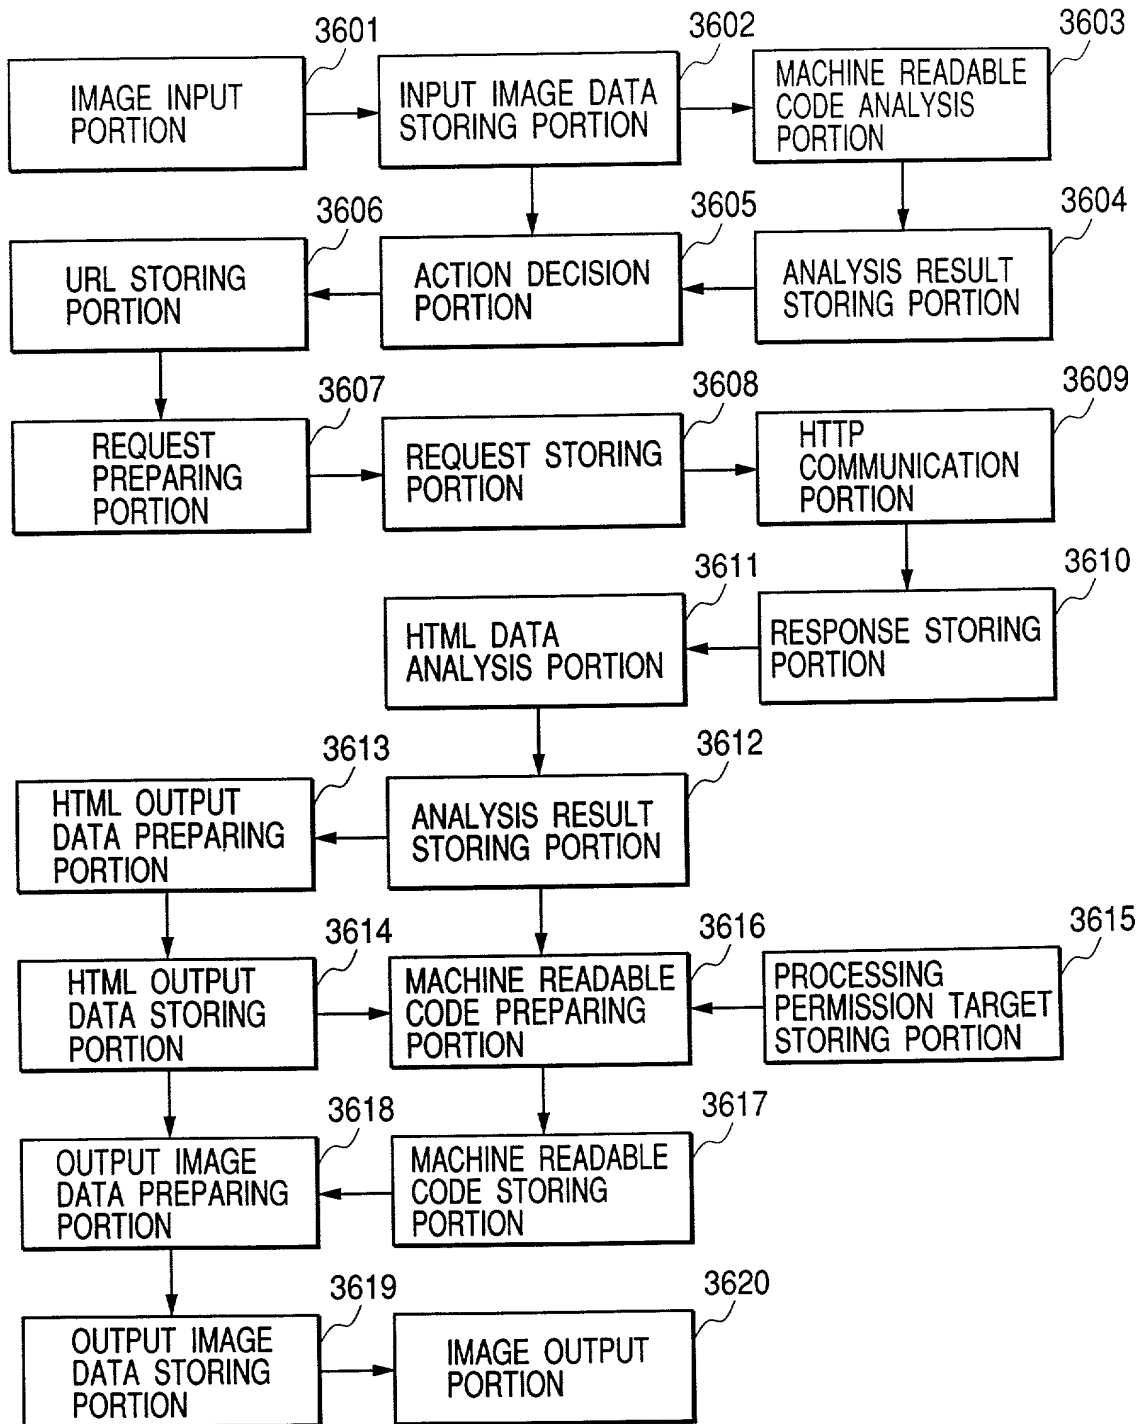 3601
IMAGE INPUT
PORTION
3602
INPUT IMAGE DATA
STORING PORTION
3603
MACHINE READABLE
CODE ANALYSIS
PORTION
3606
URL STORING
PORTION
3605
ACTION DECISION
PORTION
3604
ANALYSIS RESULT
STORING PORTION
3607
REQUEST
PREPARING
PORTION
3608
REQUEST STORING
PORTION
3609
HTTP
COMMUNICATION
PORTION
3611
HTML DATA
ANALYSIS PORTION
3610
RESPONSE STORING
PORTION
3613
HTML OUTPUT
DATA PREPARING
PORTION
3612
ANALYSIS RESULT
STORING PORTION
3614
HTML OUTPUT
DATA STORING
PORTION
3616
MACHINE READABLE
CODE PREPARING
PORTION
3615
PROCESSING
PERMISSION TARGET
STORING PORTION
3618
OUTPUT IMAGE
DATA PREPARING
PORTION
3617
MACHINE READABLE
CODE STORING
PORTION
3619
OUTPUT IMAGE
DATA STORING
PORTION
3620
IMAGE OUTPUT
PORTION